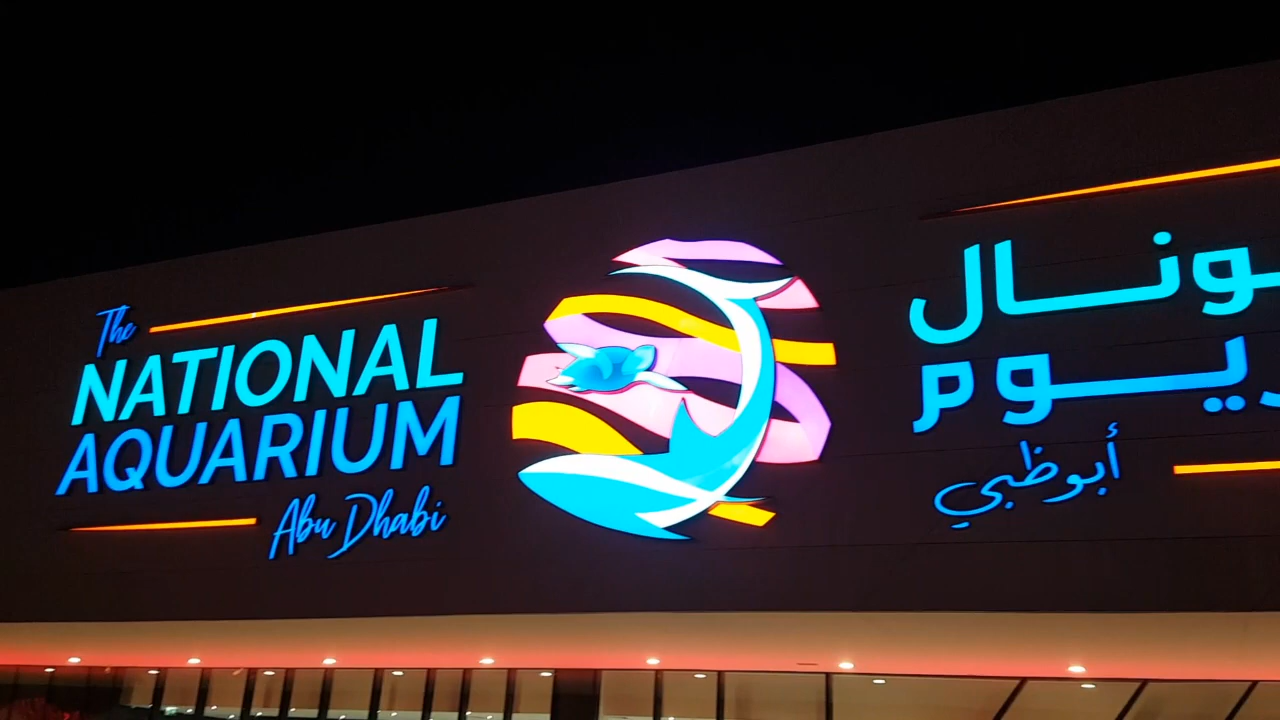 The
NATIONAL
AQUARIUM
Abu Dhabi
أبوظبي